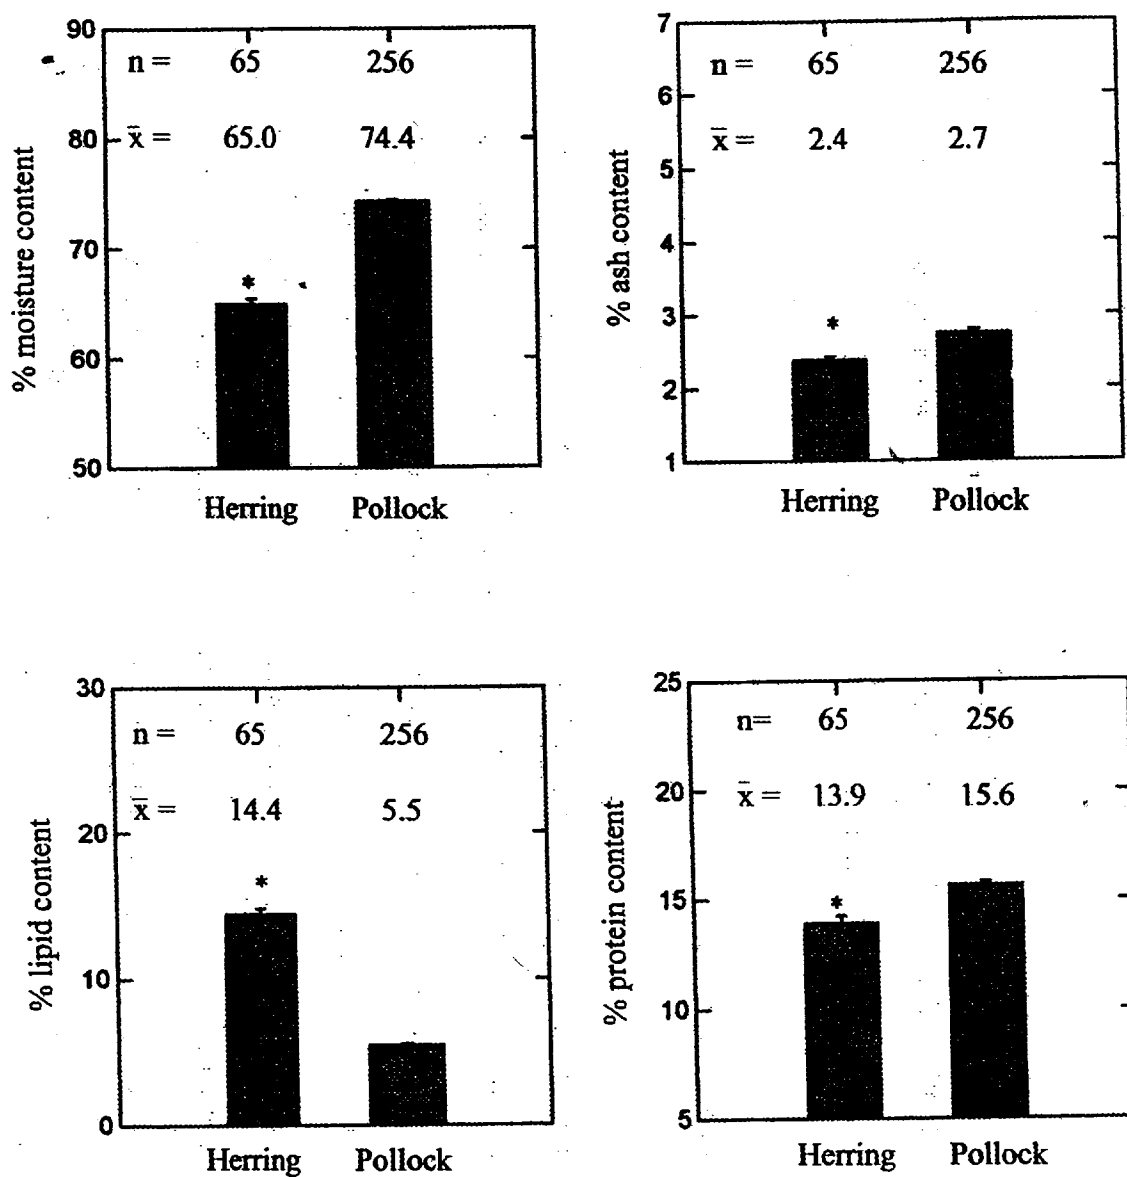 90
80
70
60
50
% moisture content
n = 65 256
x̄ = 65.0 74.4
*
Herring Pollock
7
6
5
4
3
2
1
% ash content
n = 65 256
x̄ = 2.4 2.7
*
Herring Pollock
30
20
10
0
% lipid content
n = 65 256
x̄ = 14.4 5.5
*
Herring Pollock
25
20
15
10
5
% protein content
n= 65 256
x̄ = 13.9 15.6
*
Herring Pollock